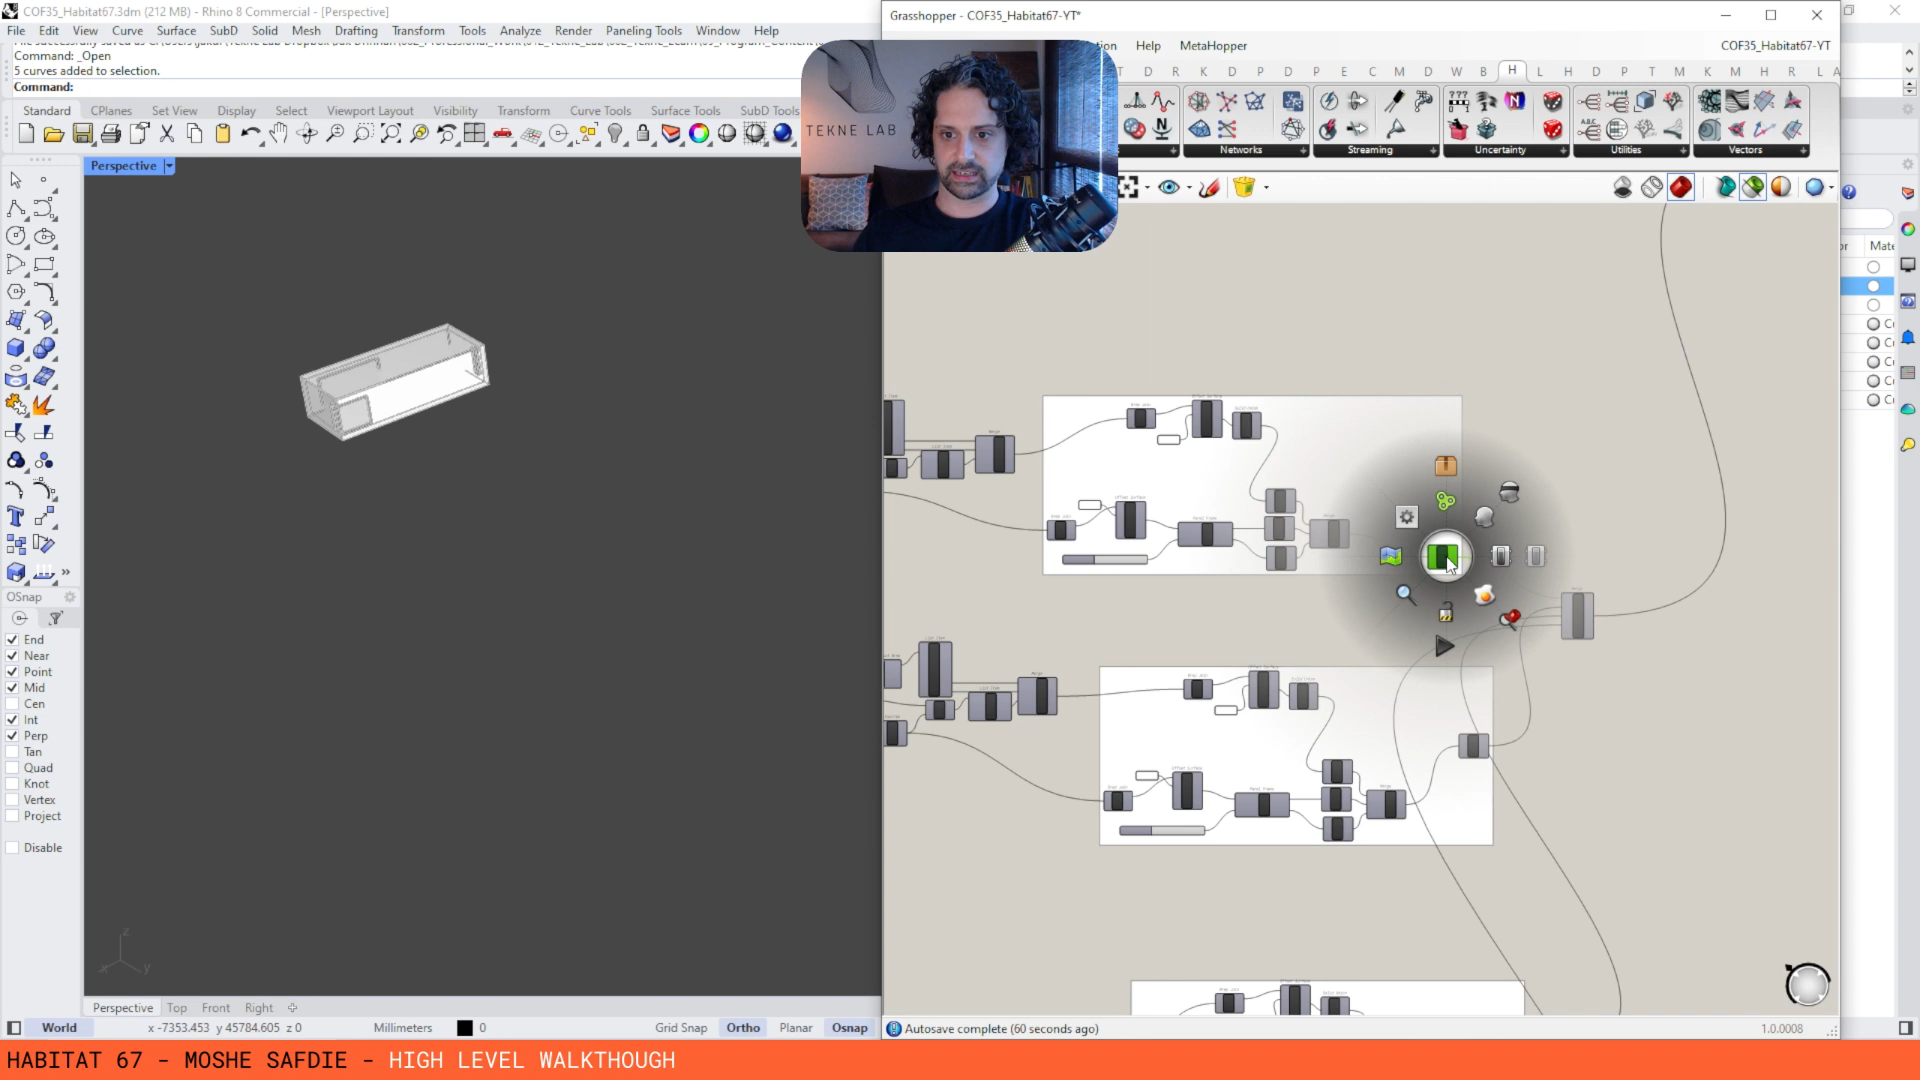 COF35_Habitat67.3dm (212 MB) - Rhino 8 Commercial - [Perspective]
File Edit View Curve Surface SubD Solid Mesh Drafting Transform Tools Analyze Render Paneling Tools Window Help
Command: _Open
5 curves added to selection.
Command:
Standard CPlanes Set View Display Select Viewport Layout Visibility Transform Curve Tools Surface Tools SubD Tools
Perspective
OSnap
End
Near
Point
Mid
Cen
Int
Perp
Tan
Quad
Knot
Vertex
Project
Disable
Perspective Top Front Right
World x -7353.453 y 45784.605 z 0 Millimeters 0 Grid Snap Ortho Planar Osnap
TEKNE LAB
Grasshopper - COF35_Habitat67-YT*
Help MetaHopper COF35_Habitat67-YT
D R K D P D P E C M D W B H L H D P T M K M H R L A
Networks Streaming Uncertainty Utilities Vectors
Autosave complete (60 seconds ago) 1.0.0008
z
y
x
HABITAT 67 - MOSHE SAFDIE - HIGH LEVEL WALKTHOUGH